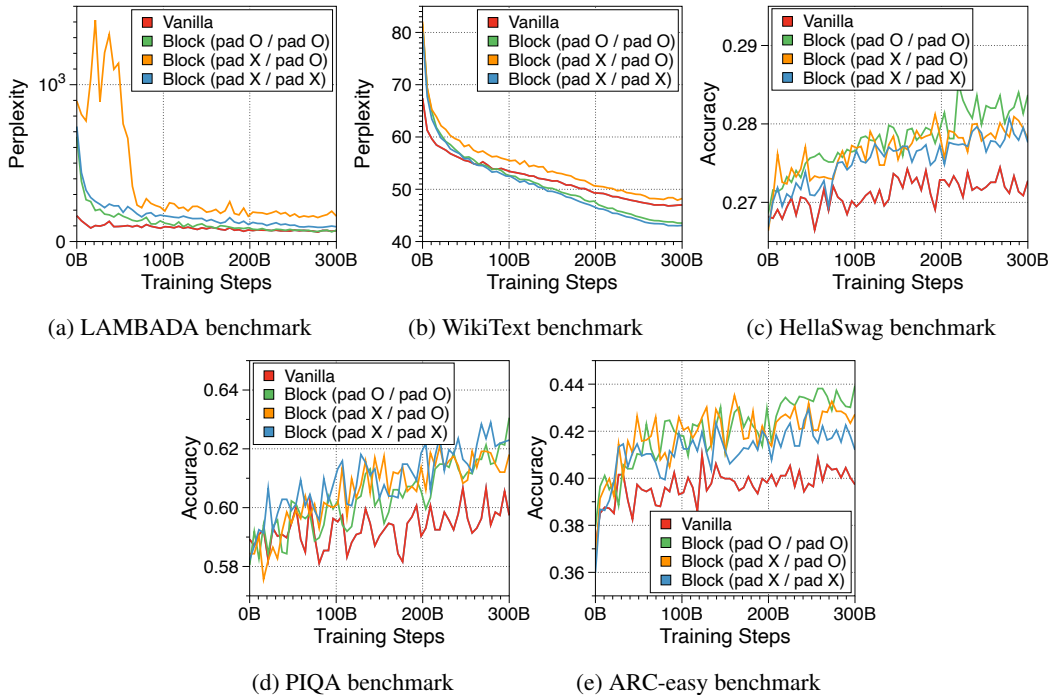 Vanilla
Block (pad O / pad O)
Block (pad X / pad O)
Block (pad X / pad X)
10³
0
Perplexity
0B 100B 200B 300B
Training Steps
(a) LAMBADA benchmark
Vanilla
Block (pad O / pad O)
Block (pad X / pad O)
Block (pad X / pad X)
80
70
60
50
40
Perplexity
0B 100B 200B 300B
Training Steps
(b) WikiText benchmark
Vanilla
Block (pad O / pad O)
Block (pad X / pad O)
Block (pad X / pad X)
0.29
0.28
0.27
Accuracy
0B 100B 200B 300B
Training Steps
(c) HellaSwag benchmark
Vanilla
Block (pad O / pad O)
Block (pad X / pad O)
Block (pad X / pad X)
0.64
0.62
0.60
0.58
Accuracy
0B 100B 200B 300B
Training Steps
(d) PIQA benchmark
0.44
0.42
0.40
0.38
0.36
Accuracy
Vanilla
Block (pad O / pad O)
Block (pad X / pad O)
Block (pad X / pad X)
0B 100B 200B 300B
Training Steps
(e) ARC-easy benchmark